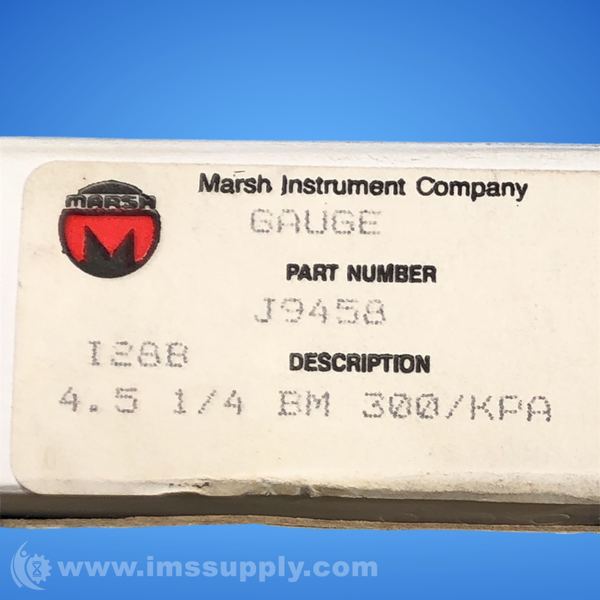 MARSH
M
Marsh Instrument Company
GAUGE
PART NUMBER
J9458
I28B DESCRIPTION
4.5 1/4 BM 300/KPA
www.imssupply.com